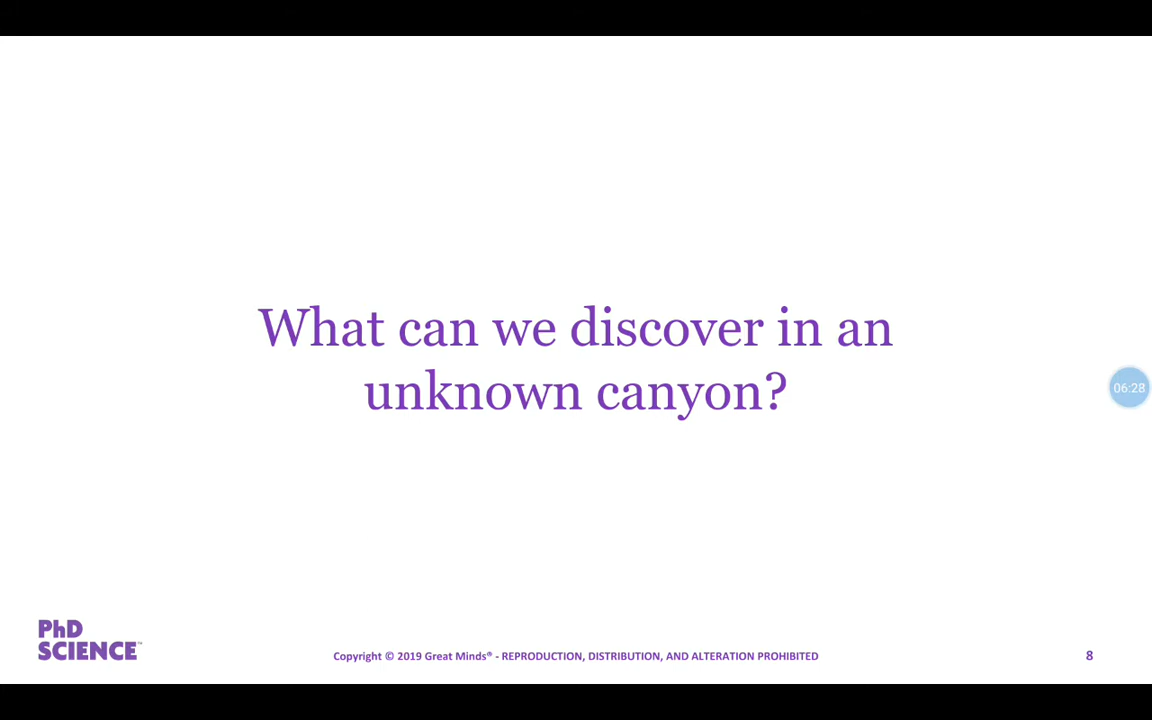 What can we discover in an
unknown canyon?
06:28
PhD
SCIENCE™
Copyright © 2019 Great Minds® - REPRODUCTION, DISTRIBUTION, AND ALTERATION PROHIBITED
8